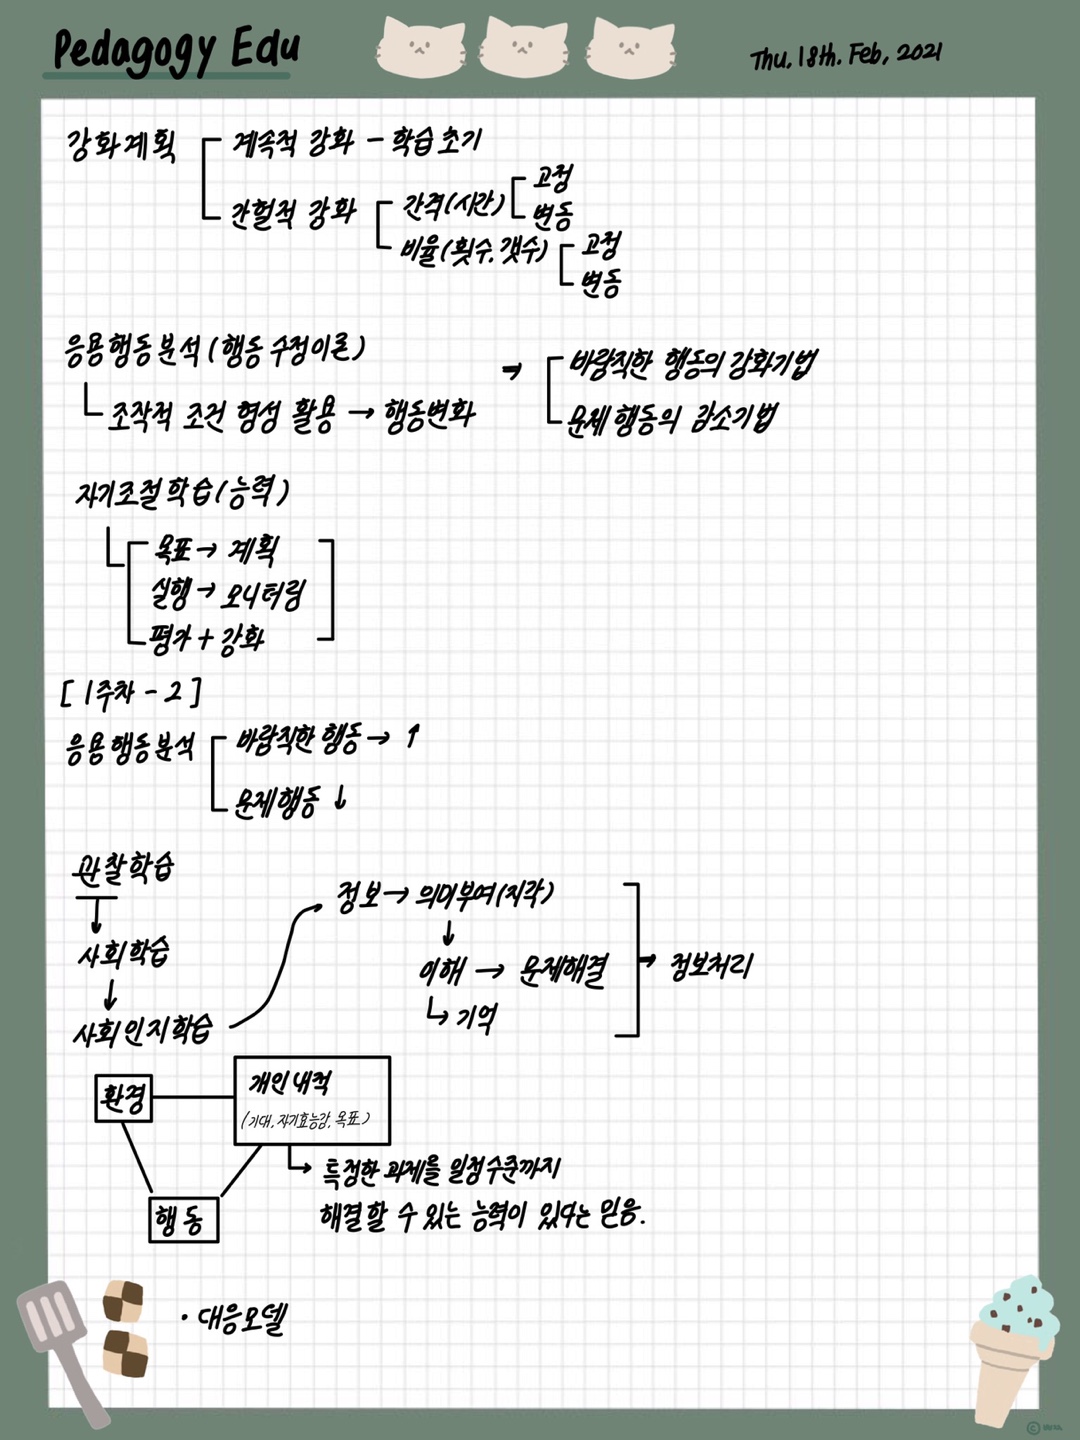 Pedagogy Edu
Thu, 18th. Feb, 2021
강화계획
계속적 강화 - 학습초기
간헐적 강화
간격(시간)
고정
변동
비율(횟수, 갯수)
고정
변동
응용행동분석(행동수정이론)
조작적 조건 형성 활용 → 행동변화
→
바람직한 행동의 강화기법
문제행동의 감소기법
자기조절학습(능력)
목표 → 계획
실행 → 모니터링
평가 + 강화
[1주차 - 2]
응용행동분석
바람직한 행동 → ↑
문제행동 ↓
관찰학습
↓
사회학습
↓
사회인지학습
정보 → 의미부여(지각)
↓
이해 → 문제해결
↳ 기억
→ 정보처리
환경
개인내적
(기대, 자기효능감, 목표)
행동
특정한 과제를 일정수준까지
해결할 수 있는 능력이 있다는 믿음.
• 대응모델